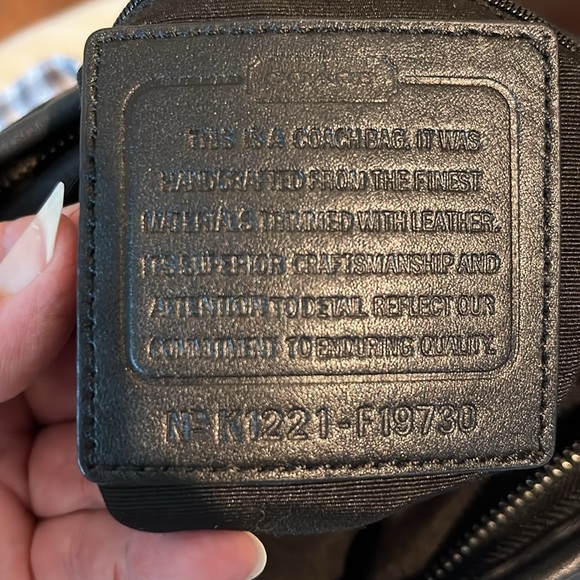 COACH
THIS IS A COACH BAG. IT WAS
HANDCRAFTED FROM THE FINEST
MATERIALS TRIMMED WITH LEATHER.
ITS SUPERIOR CRAFTSMANSHIP AND
ATTENTION TO DETAIL REFLECT OUR
COMMITMENT TO ENDURING QUALITY.
Nº K1221-F19730